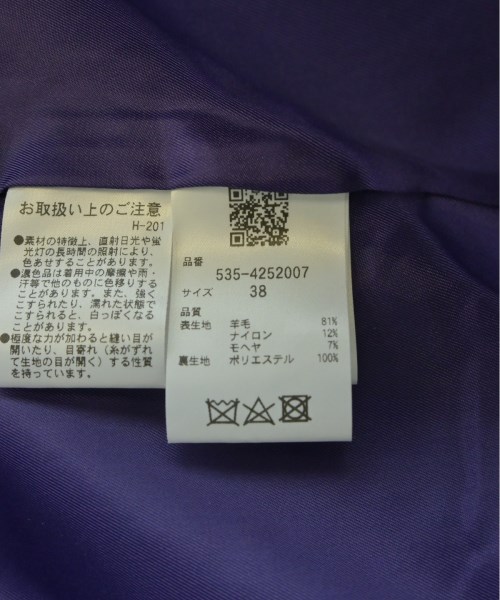 お取扱い上のご注意
H-201
●素材の特徴上、直射日光や蛍
光灯の長時間の照射により、
色あせすることがあります。
●濃色品は着用中の摩擦や雨・
汗等で他のものに色移りする
ことがあります。また、強く
こすられたり、濡れた状態で
こすられると、白っぽくなる
ことがあります。
●極度な力が加わると縫い目が
開いたり、目寄れ（糸がずれ
て生地の目が開く）する性質
を持っています。
品番
535-4252007
サイズ 38
品質
表生地 羊毛 81%
ナイロン 12%
モヘヤ 7%
裏生地 ポリエステル 100%